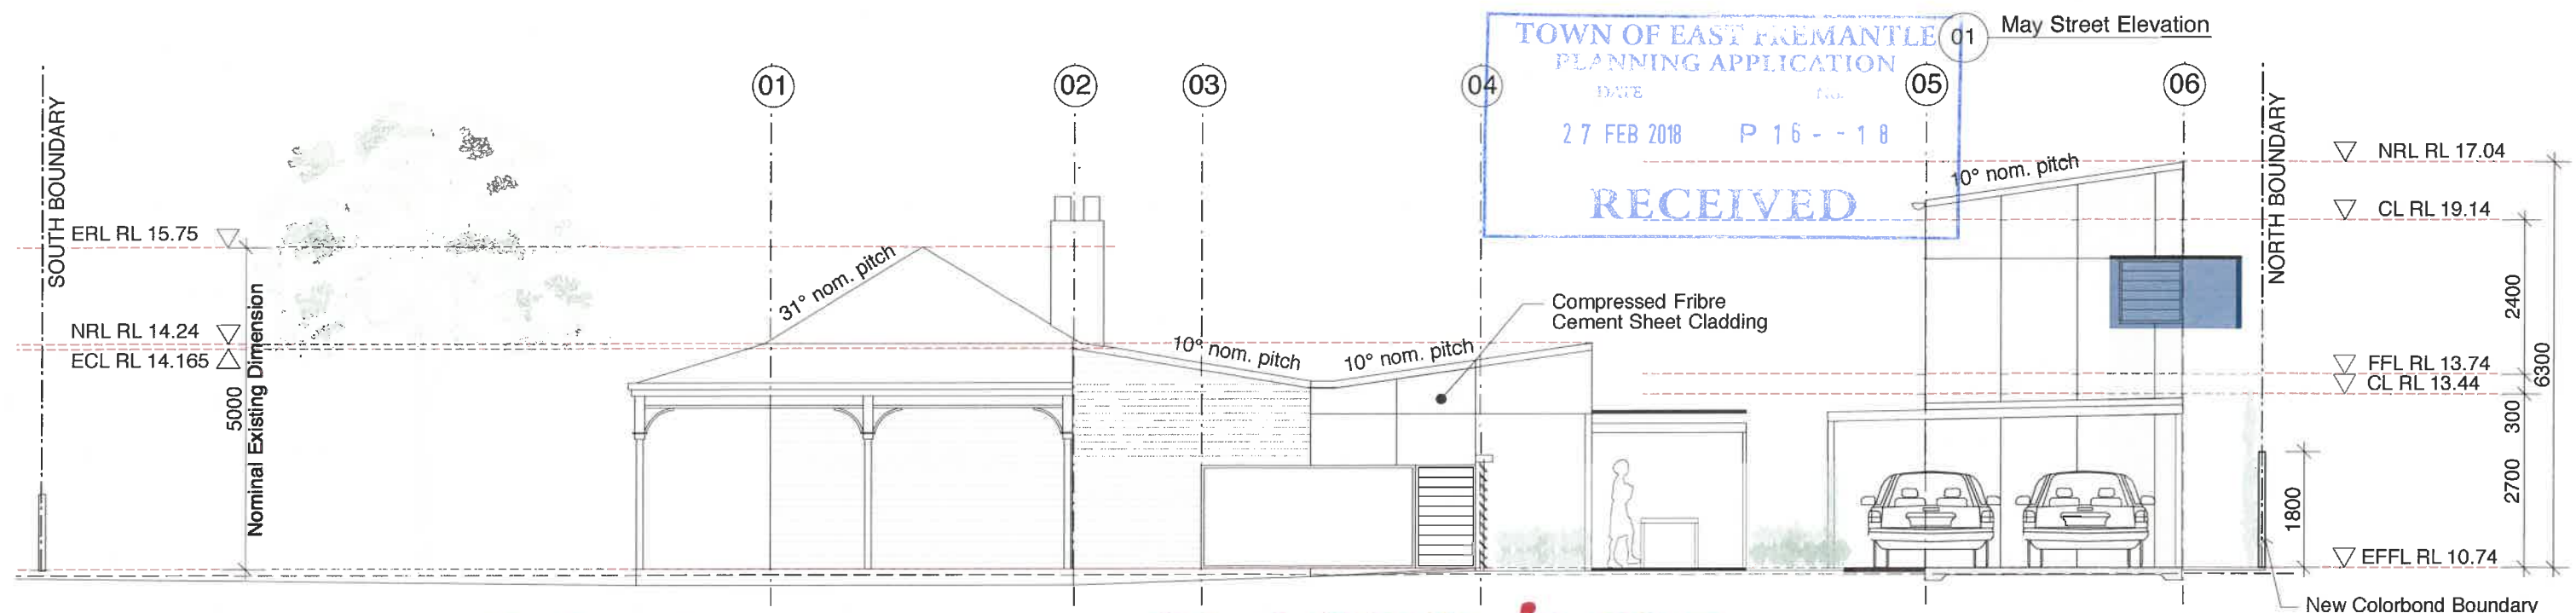 01 May Street Elevation
TOWN OF EAST FREMANTLE
PLANNING APPLICATION
DATE No.
27 FEB 2018 P 16 - - 18
RECEIVED
01
02
03
04
05
06
SOUTH BOUNDARY
ERL RL 15.75
NRL RL 14.24
ECL RL 14.165
5000
Nominal Existing Dimension
31° nom. pitch
10° nom. pitch
10° nom. pitch
Compressed Fribre
Cement Sheet Cladding
10° nom. pitch
NORTH BOUNDARY
NRL RL 17.04
CL RL 19.14
FFL RL 13.74
CL RL 13.44
EFFL RL 10.74
2400
300
2700
6300
1800
New Colorbond Boundary